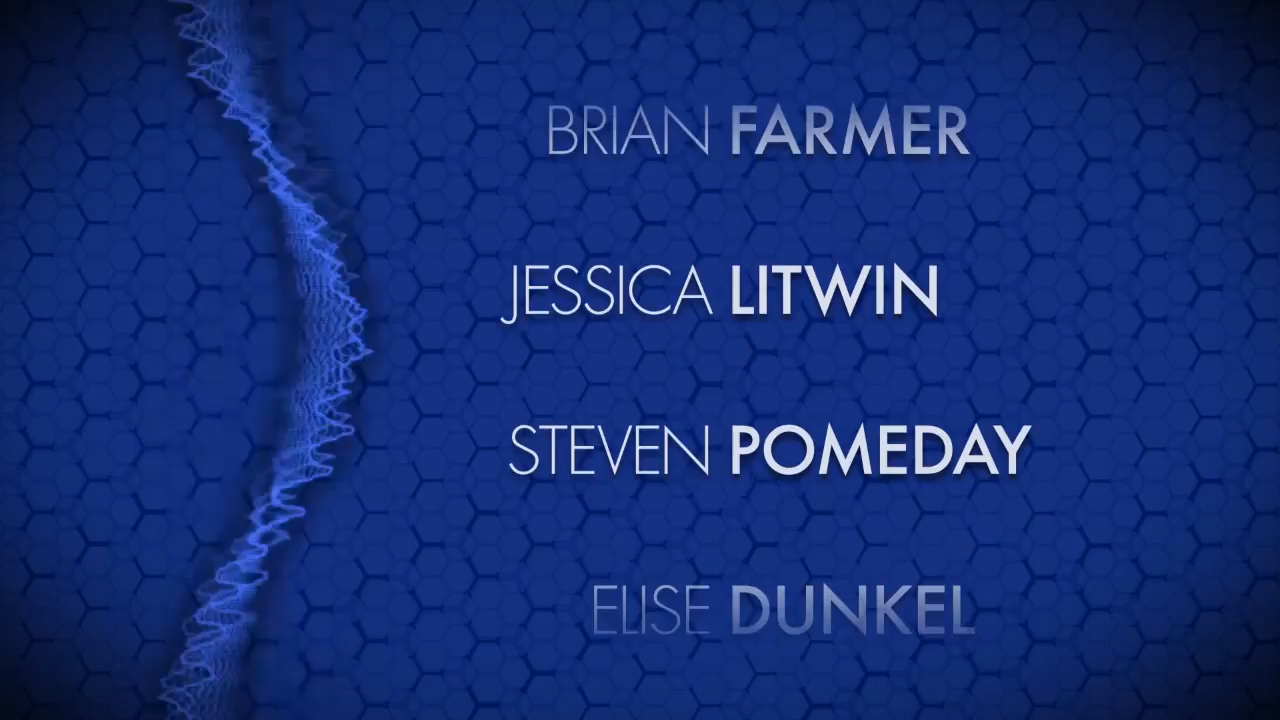 BRIAN FARMER
JESSICA LITWIN
STEVEN POMEDAY
ELISE DUNKEL